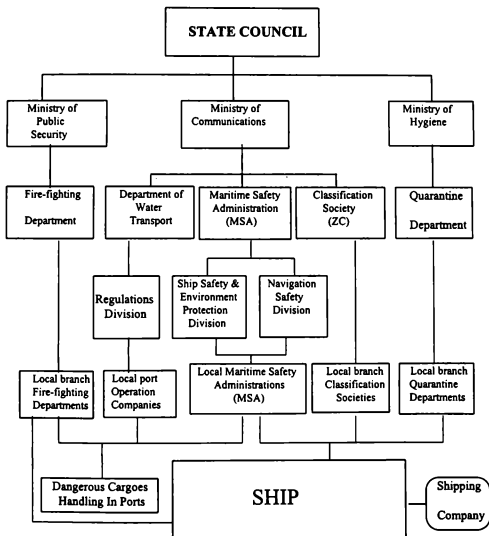 STATE COUNCIL
Ministry of
Public
Security
Ministry of
Communications
Ministry of
Hygiene
Fire-fighting
Department
Department of
Water
Transport
Maritime Safety
Administration
(MSA)
Classification
Society
(ZC)
Quarantine
Department
Regulations
Division
Ship Safety &
Environment
Protection
Division
Navigation
Safety
Division
Local branch
Fire-fighting
Departments
Local port
Operation
Companies
Local Maritime Safety
Administrations
(MSA)
Local branch
Classification
Societies
Local branch
Quarantine
Departments
Dangerous Cargoes
Handling In Ports
SHIP
Shipping
Company